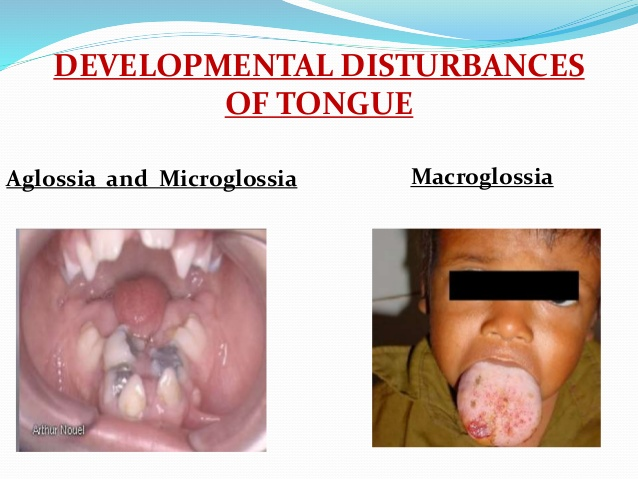 DEVELOPMENTAL DISTURBANCES
OF TONGUE
Aglossia and Microglossia
Macroglossia
Arthur Nouel